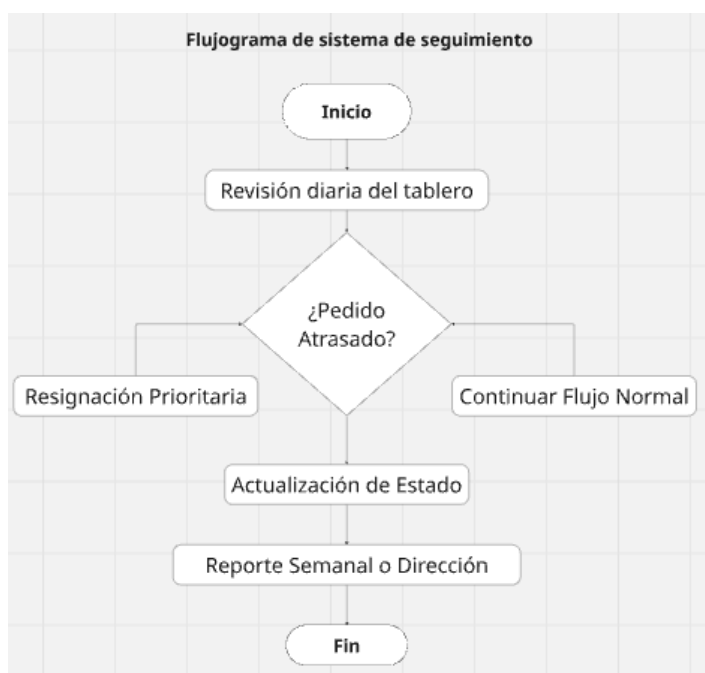 Flujograma de sistema de seguimiento
Inicio
Revisión diaria del tablero
¿Pedido
Atrasado?
Resignación Prioritaria
Continuar Flujo Normal
Actualización de Estado
Reporte Semanal o Dirección
Fin